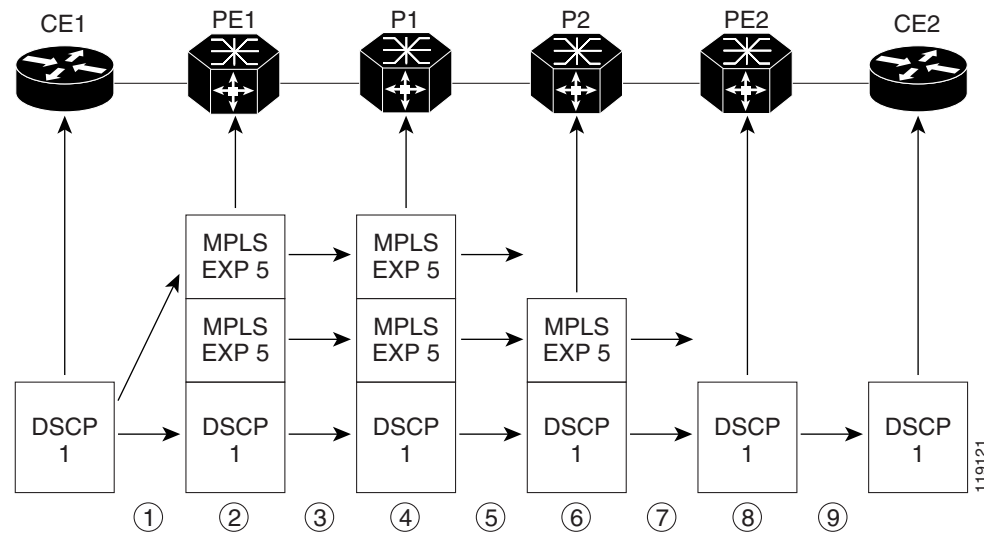 CE1
PE1
P1
P2
PE2
CE2
MPLS
EXP 5
MPLS
EXP 5
MPLS
EXP 5
MPLS
EXP 5
MPLS
EXP 5
DSCP
1
DSCP
1
DSCP
1
DSCP
1
DSCP
1
DSCP
1
119121
1
2
3
4
5
6
7
8
9